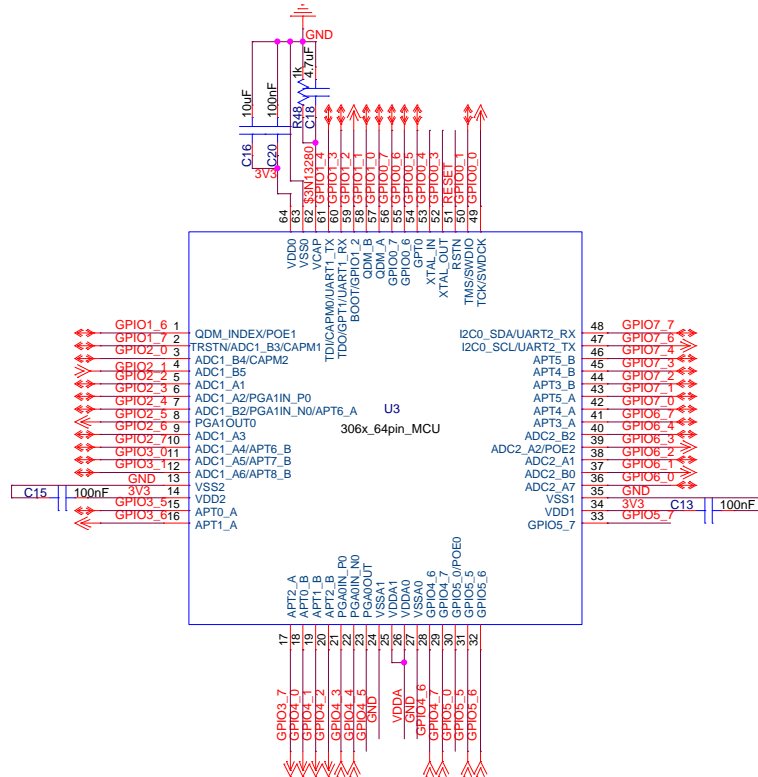 GND
10uF
100nF
1k
4.7uF
C16
C20
R48
C18
3V3
$3N13280
GPIO1_4
GPIO1_3
GPIO1_2
GPIO1_1
GPIO1_0
GPIO0_7
GPIO0_6
GPIO0_5
GPIO0_4
GPIO0_3
RESET
GPIO0_1
GPIO0_0
64
63
62
61
60
59
58
57
56
55
54
53
52
51
50
49
VDD0
VSS0
VCAP
TDI/CAPM0/UART1_TX
TDO/GPT1/UART1_RX
BOOT/GPIO1_2
QDM_B
QDM_A
GPIO0_7
GPIO0_6
GPT0
XTAL_IN
XTAL_OUT
RSTN
TMS/SWDIO
TCK/SWDCK
GPIO1_6 1 QDM_INDEX/POE1
GPIO1_7 2 TRSTN/ADC1_B3/CAPM1
GPIO2_0 3 ADC1_B4/CAPM2
GPIO2_1 4 ADC1_B5
GPIO2_2 5 ADC1_A1
GPIO2_3 6 ADC1_A2/PGA1IN_P0
GPIO2_4 7 ADC1_B2/PGA1IN_N0/APT6_A
GPIO2_5 8 PGA1OUT0
GPIO2_6 9 ADC1_A3
GPIO2_7 10 ADC1_A4/APT6_B
GPIO3_0 11 ADC1_A5/APT7_B
GPIO3_1 12 ADC1_A6/APT8_B
GND 13 VSS2
C15 100nF 3V3 14 VDD2
GPIO3_5 15 APT0_A
GPIO3_6 16 APT1_A
U3
306x_64pin_MCU
I2C0_SDA/UART2_RX 48 GPIO7_7
I2C0_SCL/UART2_TX 47 GPIO7_6
APT5_B 46 GPIO7_4
APT4_B 45 GPIO7_3
APT3_B 44 GPIO7_2
APT5_A 43 GPIO7_1
APT4_A 42 GPIO7_0
APT3_A 41 GPIO6_7
ADC2_B2 40 GPIO6_4
ADC2_A2/POE2 39 GPIO6_3
ADC2_A1 38 GPIO6_2
ADC2_B0 37 GPIO6_1
ADC2_A7 36 GPIO6_0
VSS1 35 GND
VDD1 34 3V3 C13 100nF
GPIO5_7 33 GPIO5_7
APT2_A
APT0_B
APT1_B
APT2_B
PGA0IN_P0
PGA0IN_N0
PGA0OUT
VSSA1
VDDA1
VDDA0
VSSA0
GPIO4_6
GPIO4_7
GPIO5_0/POE0
GPIO5_5
GPIO5_6
17
18
19
20
21
22
23
24
25
26
27
28
29
30
31
32
GPIO3_7
GPIO4_0
GPIO4_1
GPIO4_2
GPIO4_3
GPIO4_4
GPIO4_5
GND
VDDA
GND
GPIO4_6
GPIO4_7
GPIO5_0
GPIO5_5
GPIO5_6